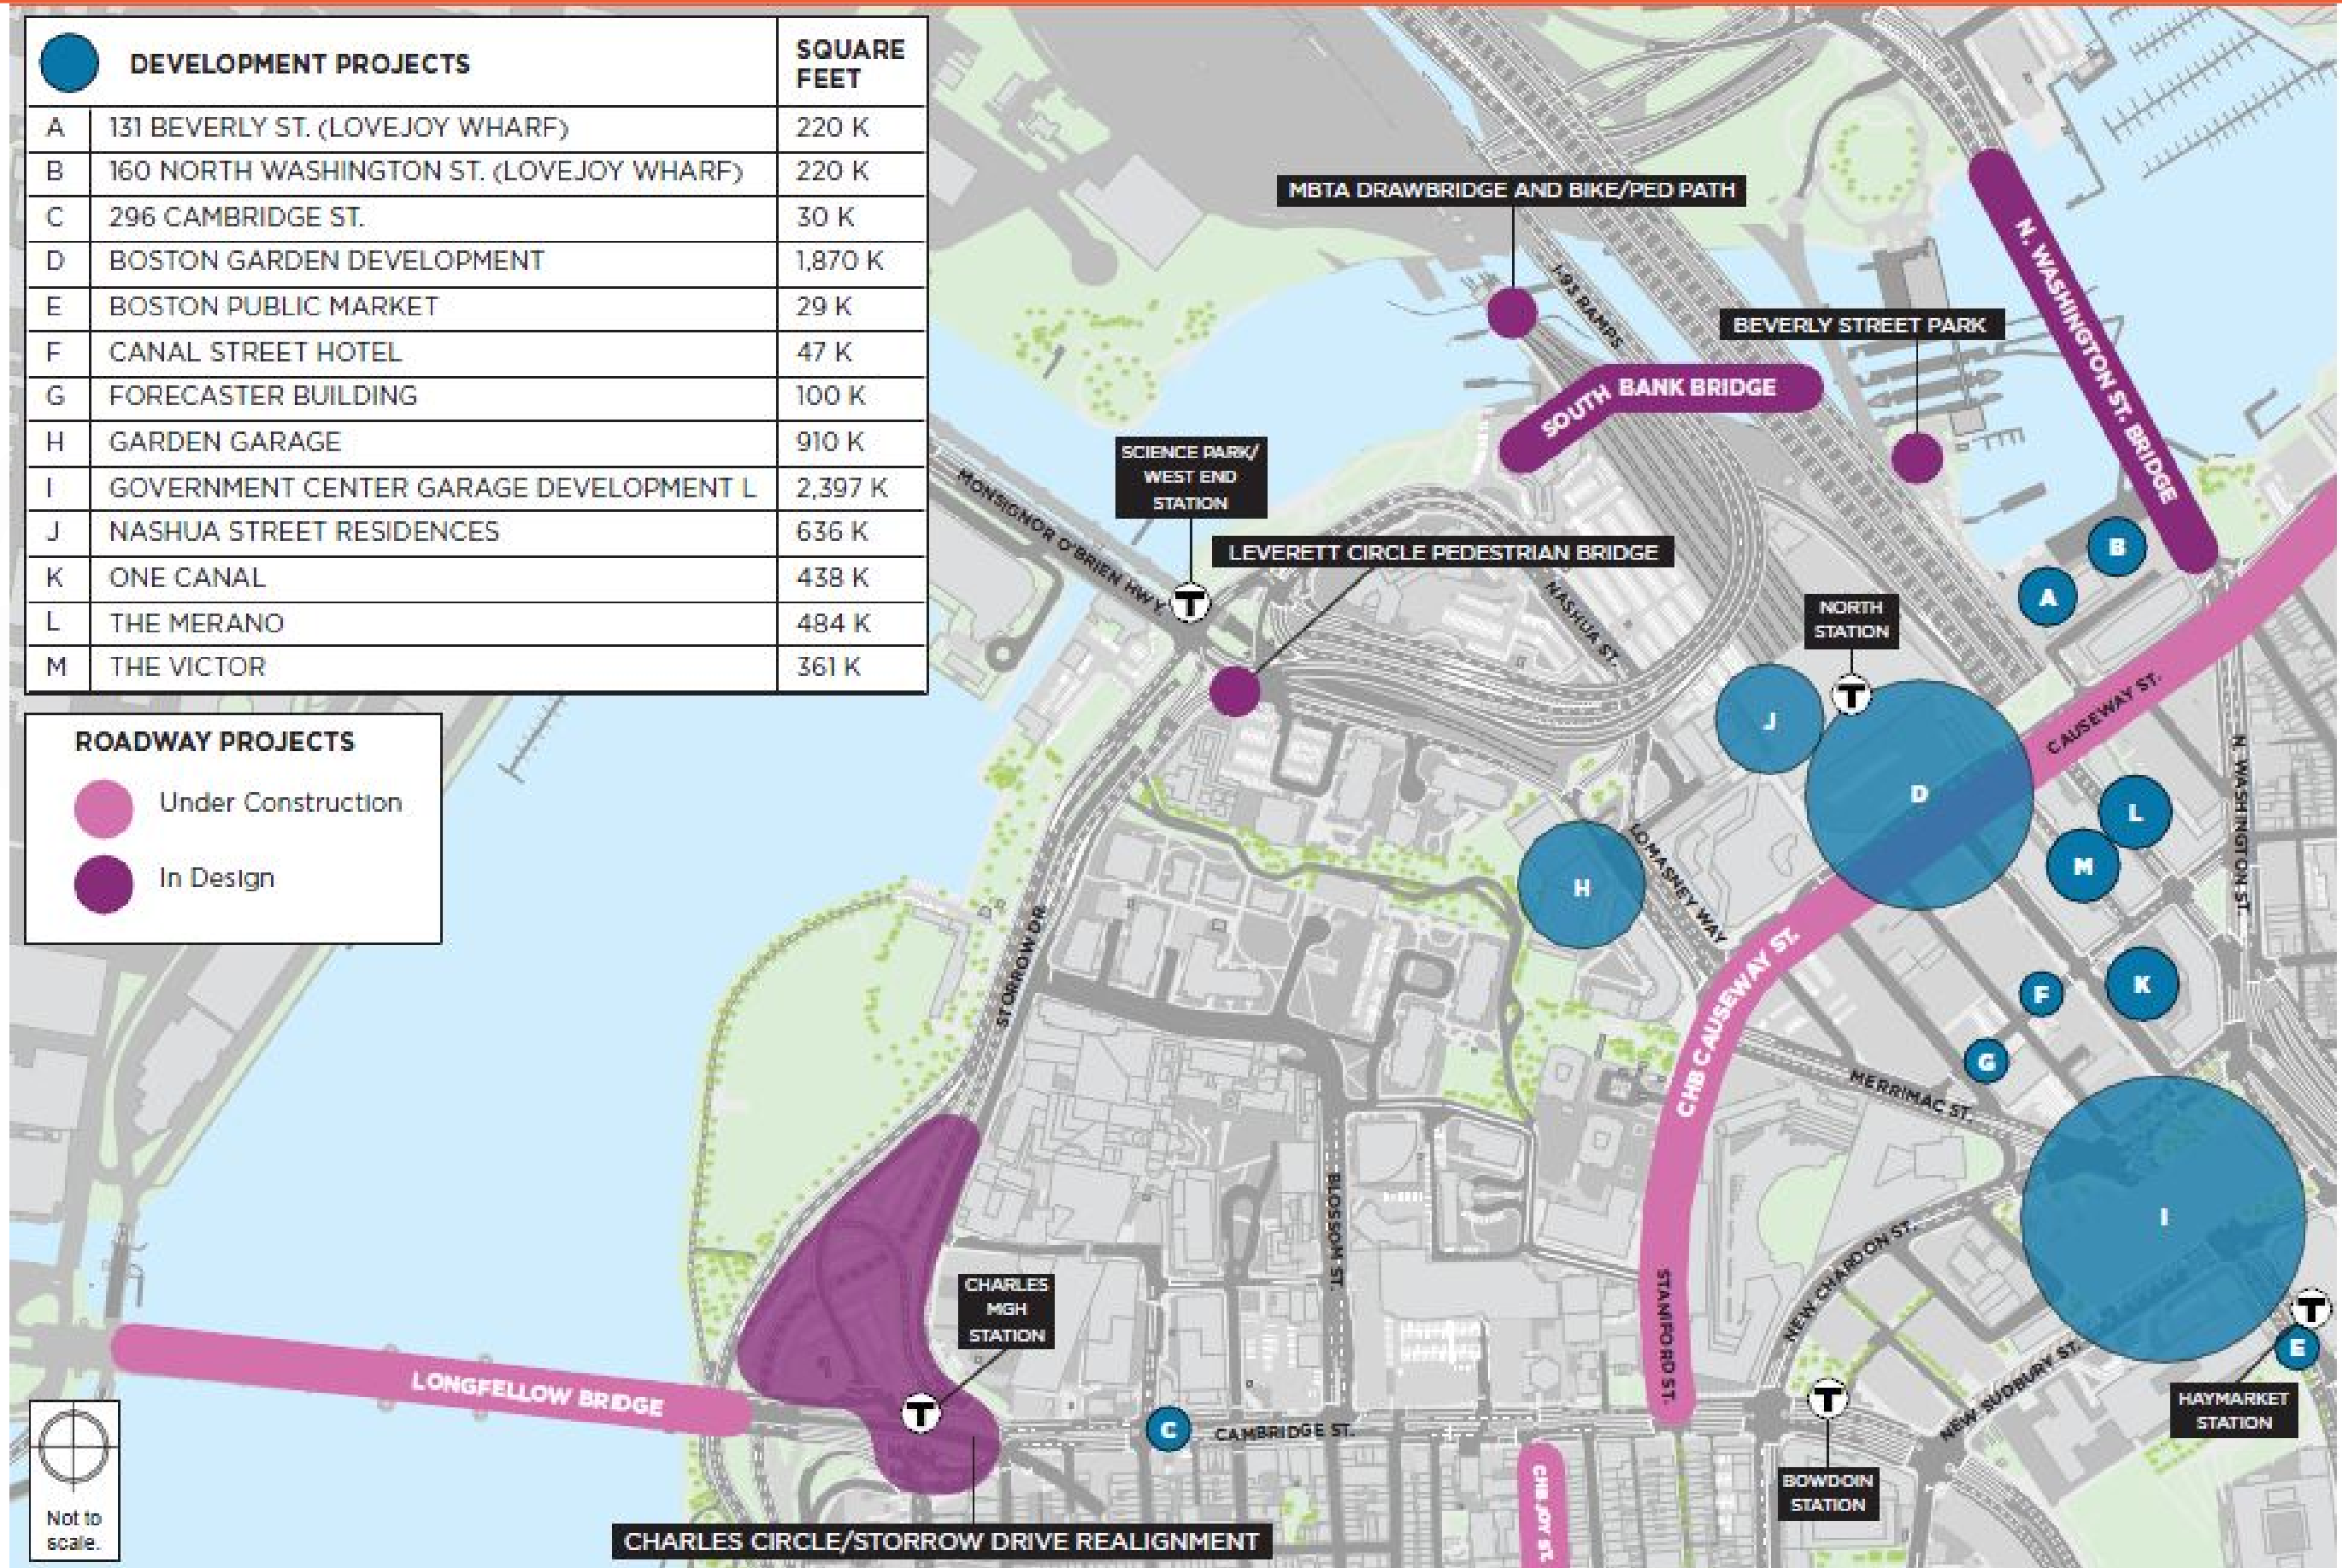 DEVELOPMENT PROJECTS
SQUARE
FEET
A 131 BEVERLY ST. (LOVEJOY WHARF) 220 K
B 160 NORTH WASHINGTON ST. (LOVEJOY WHARF) 220 K
C 296 CAMBRIDGE ST. 30 K
D BOSTON GARDEN DEVELOPMENT 1,870 K
E BOSTON PUBLIC MARKET 29 K
F CANAL STREET HOTEL 47 K
G FORECASTER BUILDING 100 K
H GARDEN GARAGE 910 K
I GOVERNMENT CENTER GARAGE DEVELOPMENT L 2,397 K
J NASHUA STREET RESIDENCES 636 K
K ONE CANAL 438 K
L THE MERANO 484 K
M THE VICTOR 361 K
ROADWAY PROJECTS
Under Construction
In Design
MBTA DRAWBRIDGE AND BIKE/PED PATH
I-93 RAMPS
N. WASHINGTON ST. BRIDGE
BEVERLY STREET PARK
SOUTH BANK BRIDGE
SCIENCE PARK/
WEST END
STATION
MONSIGNOR O'BRIEN HWY.
T
LEVERETT CIRCLE PEDESTRIAN BRIDGE
NASHUA ST.
B
A
NORTH
STATION
T
J
D
CAUSEWAY ST.
N. WASHINGTON ST.
L
M
H
LOMASNEY WAY
STORROW DR.
CHB CAUSEWAY ST.
F
K
G
MERRIMAC ST.
I
BLOSSOM ST.
NEW CHARDON ST.
STANIFORD ST.
CHARLES
MGH
STATION
T
LONGFELLOW BRIDGE
C
CAMBRIDGE ST.
T
NEW SUDBURY ST.
T
E
HAYMARKET
STATION
BOWDOIN
STATION
CHB JOY ST.
CHARLES CIRCLE/STORROW DRIVE REALIGNMENT
Not to
scale.